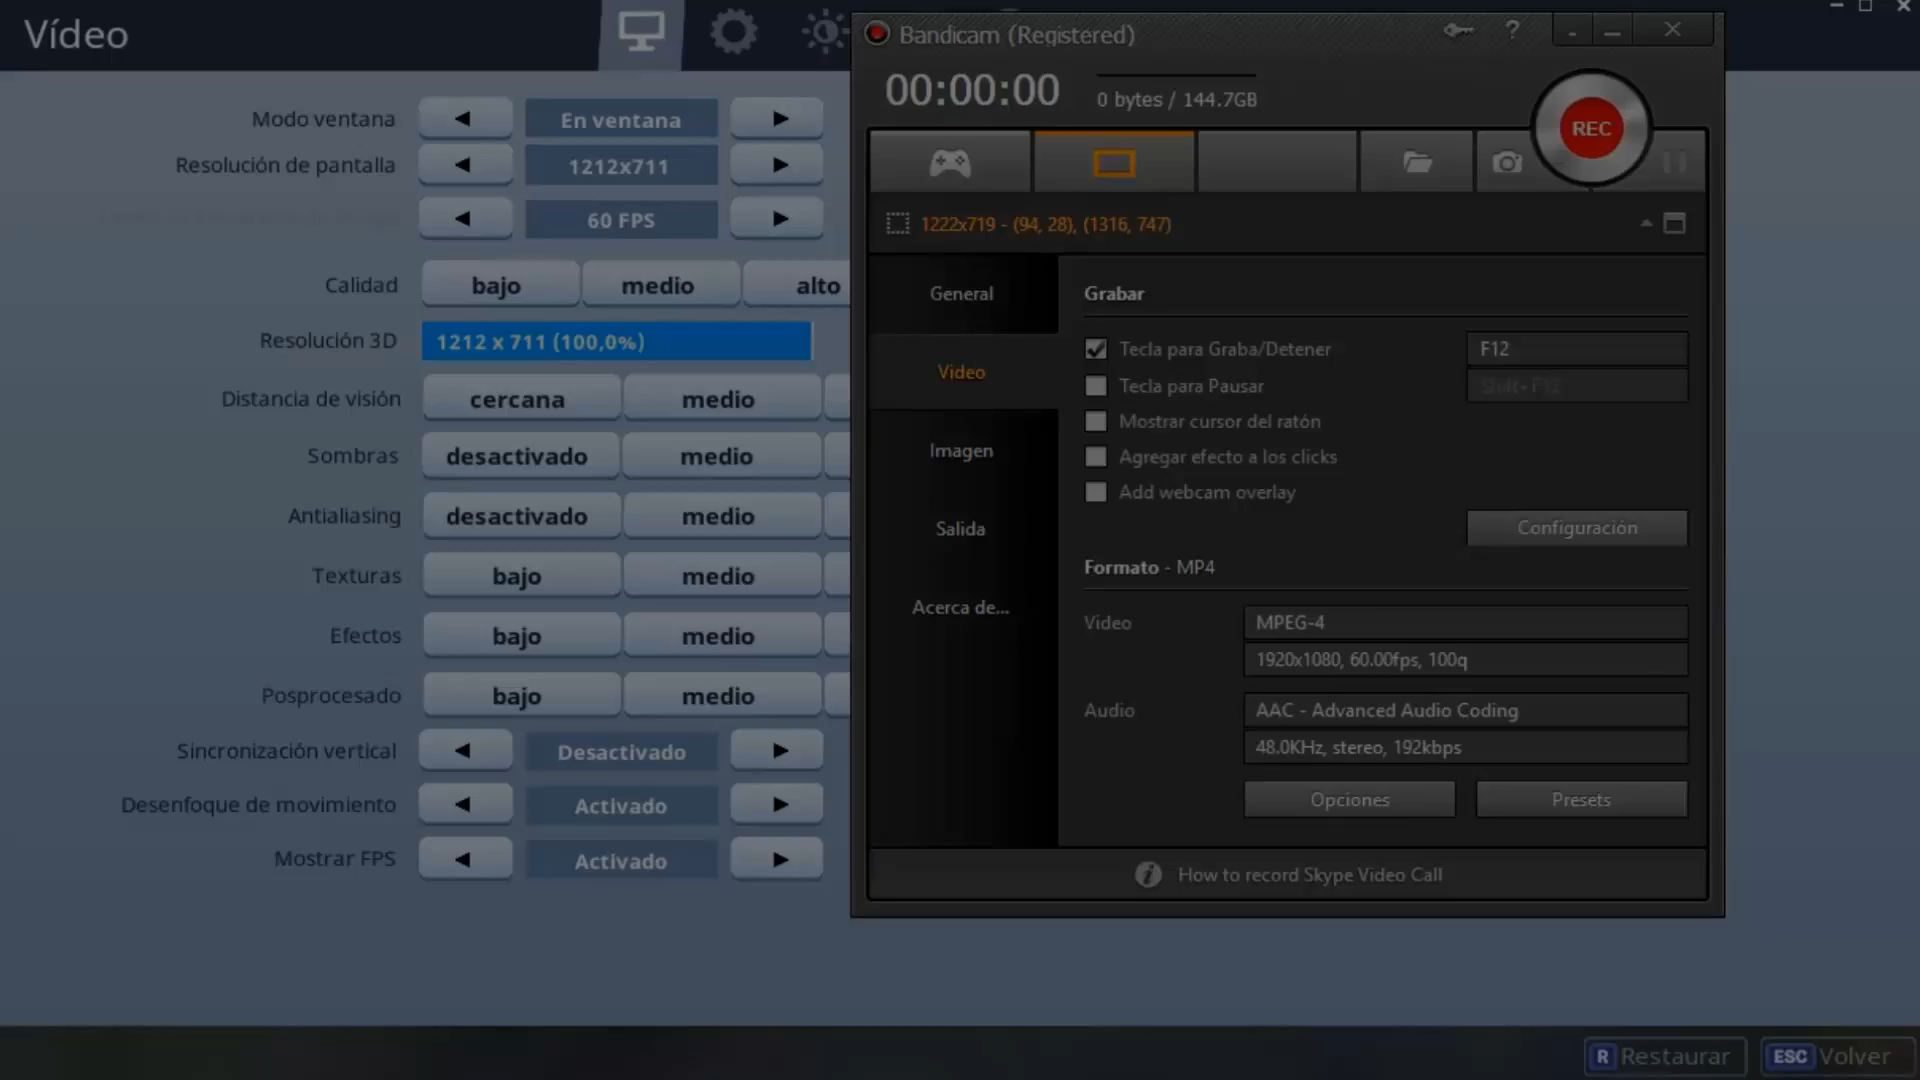 Vídeo
Modo ventana
En ventana
Resolución de pantalla
1212x711
60 FPS
Calidad
bajo
medio
alto
Resolución 3D
1212 x 711 (100,0%)
Distancia de visión
cercana
medio
Sombras
desactivado
medio
Antialiasing
desactivado
medio
Texturas
bajo
medio
Efectos
bajo
medio
Posprocesado
bajo
medio
Sincronización vertical
Desactivado
Desenfoque de movimiento
Activado
Mostrar FPS
Activado
Bandicam (Registered)
?
00:00:00
0 bytes / 144.7GB
REC
1222x719 - (94, 28), (1316, 747)
General
Video
Imagen
Salida
Acerca de...
Grabar
Tecla para Graba/Detener
F12
Tecla para Pausar
Shift+F12
Mostrar cursor del ratón
Agregar efecto a los clicks
Add webcam overlay
Configuración
Formato - MP4
Video
MPEG-4
1920x1080, 60.00fps, 100q
Audio
AAC - Advanced Audio Coding
48.0KHz, stereo, 192kbps
Opciones
Presets
How to record Skype Video Call
R Restaurar
ESC Volver